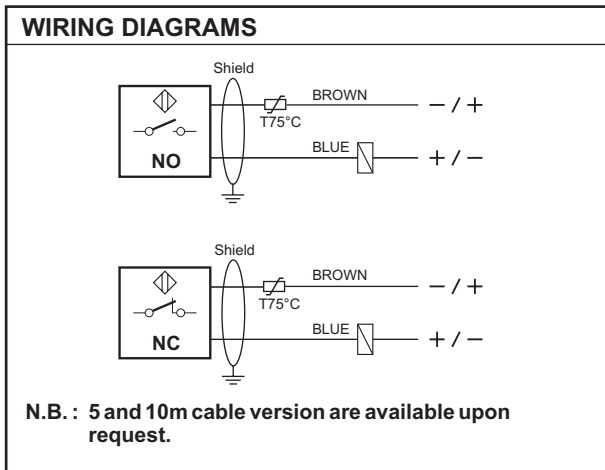 WIRING DIAGRAMS
Shield
BROWN
− / +
T75°C
NO
BLUE
+ / −
Shield
BROWN
− / +
T75°C
NC
BLUE
+ / −
N.B. : 5 and 10m cable version are available upon
request.